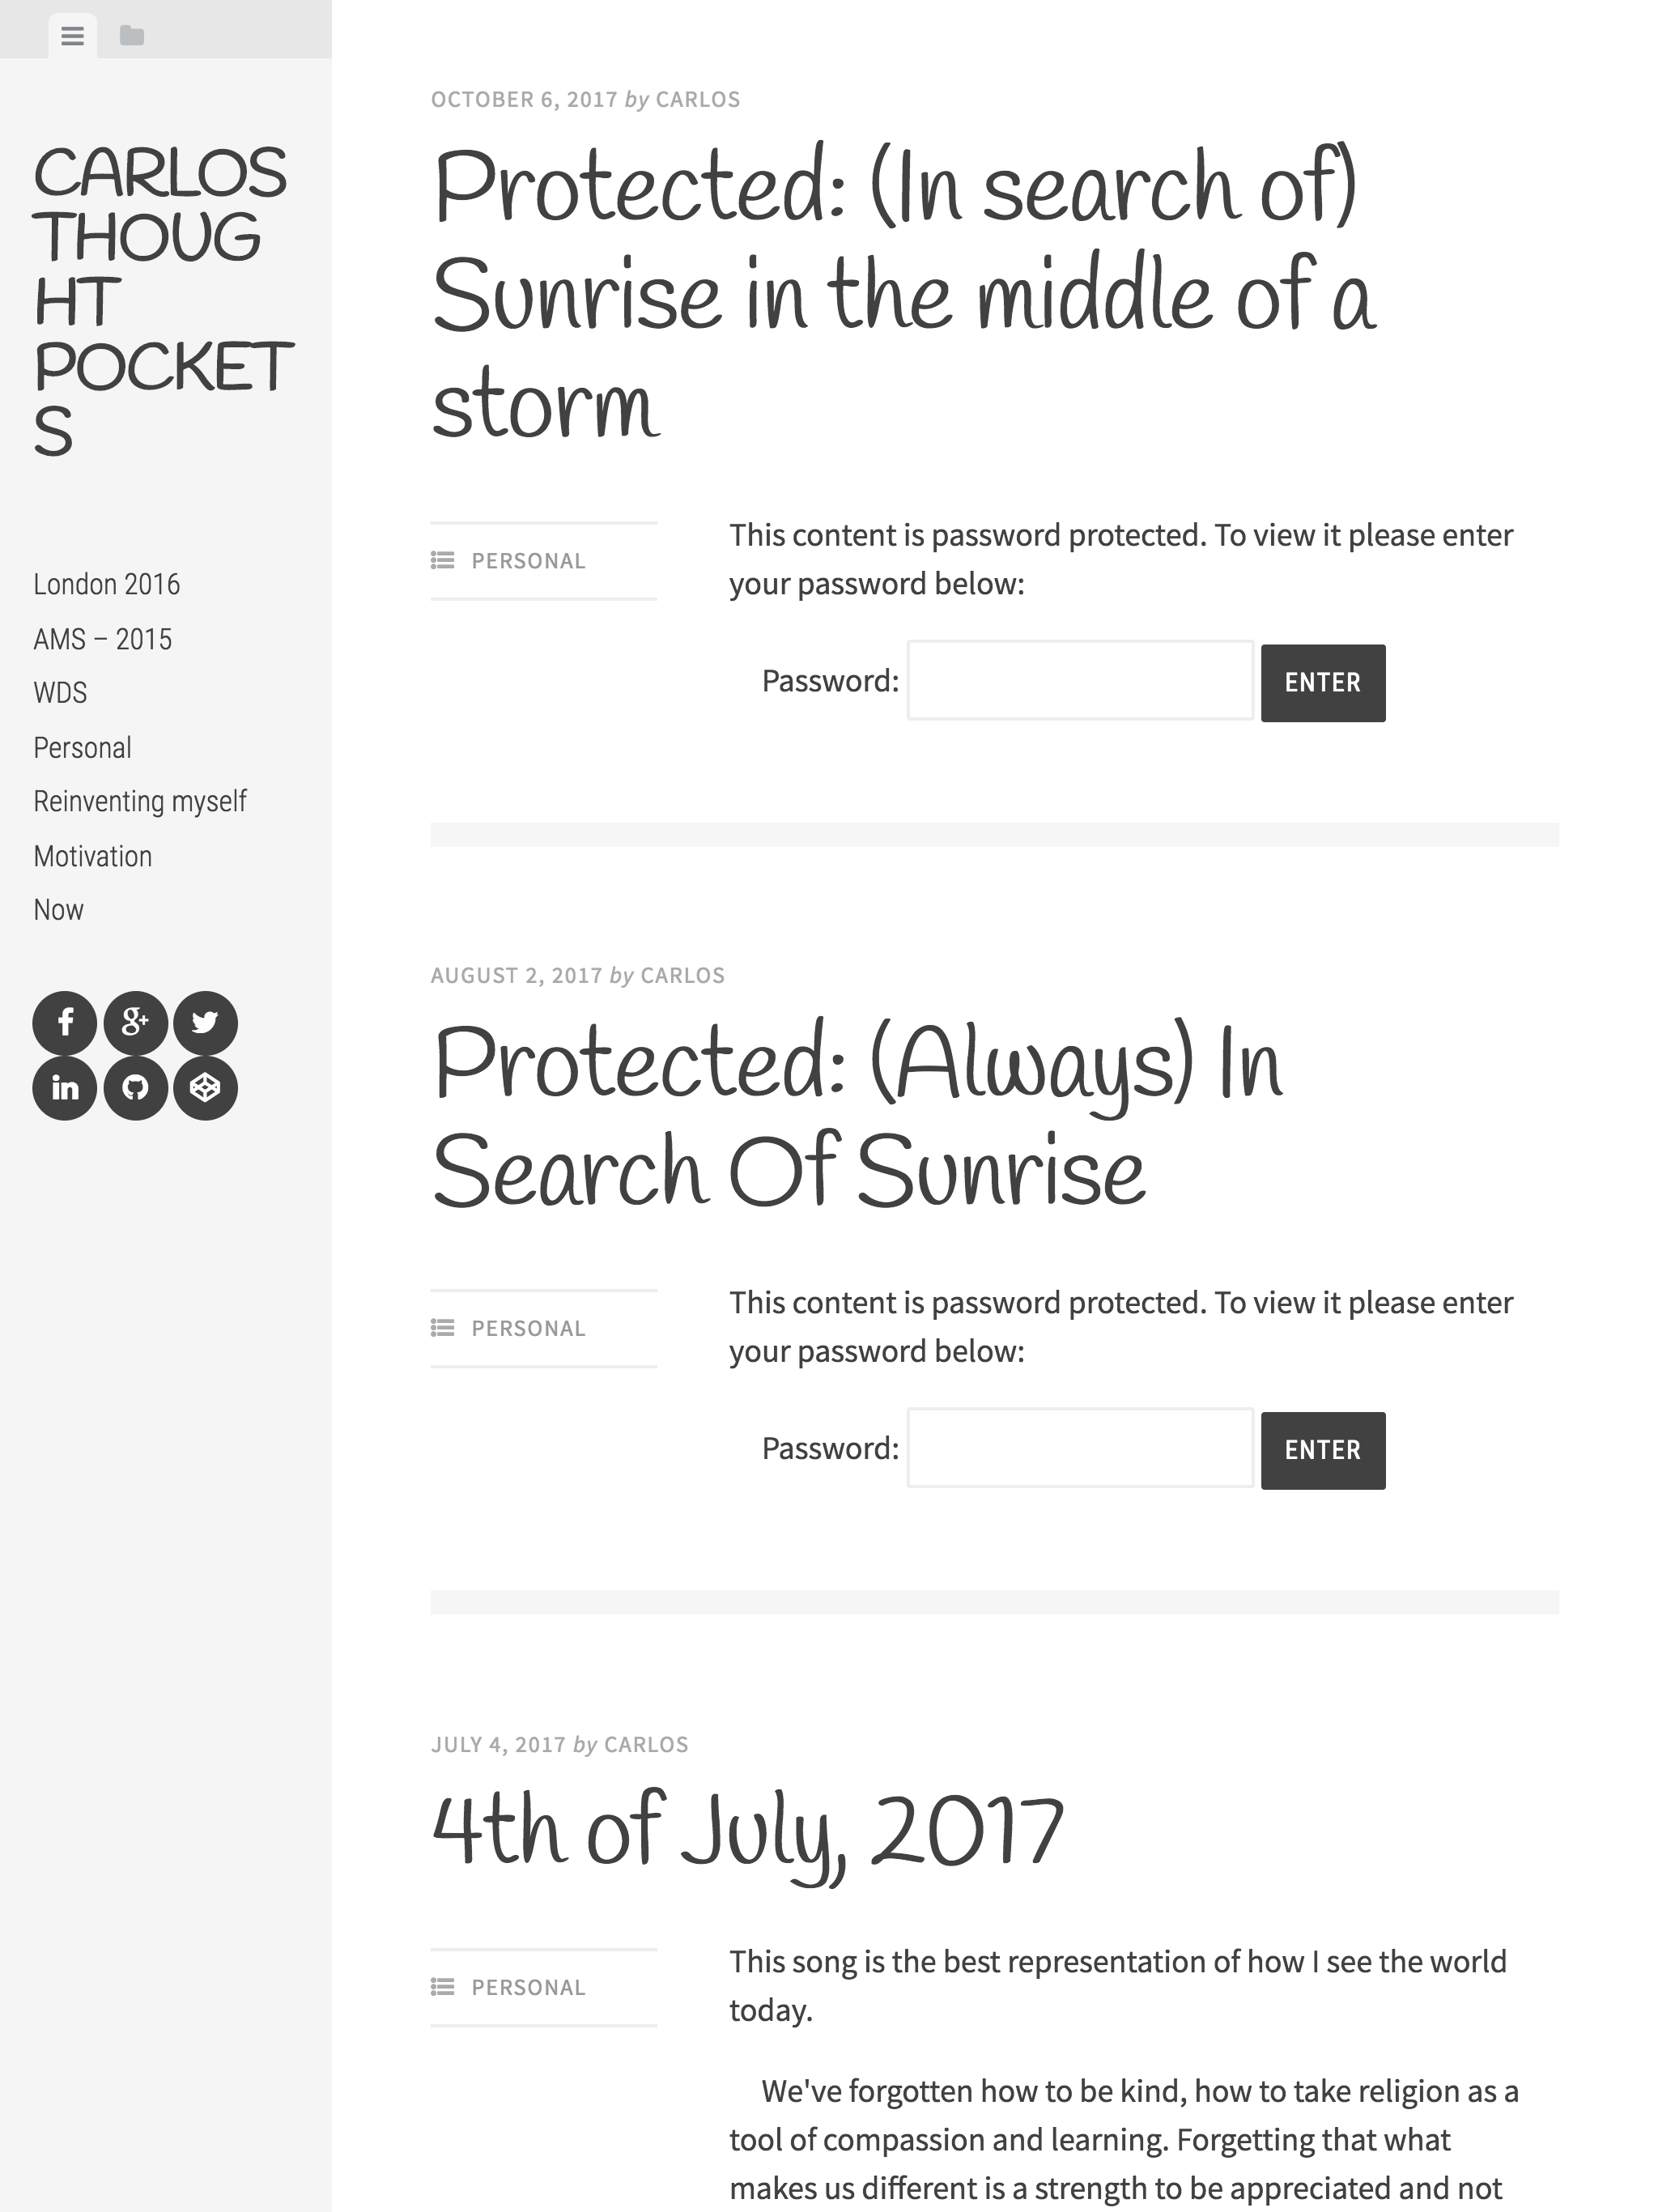 CARLOS
THOUG
HT
POCKET
S
London 2016
AMS – 2015
WDS
Personal
Reinventing myself
Motivation
Now
OCTOBER 6, 2017 by CARLOS
Protected: (In search of)
Sunrise in the middle of a
storm
PERSONAL
This content is password protected. To view it please enter
your password below:
Password:
ENTER
AUGUST 2, 2017 by CARLOS
Protected: (Always) In
Search Of Sunrise
PERSONAL
This content is password protected. To view it please enter
your password below:
Password:
ENTER
JULY 4, 2017 by CARLOS
4th of July, 2017
PERSONAL
This song is the best representation of how I see the world
today.
We've forgotten how to be kind, how to take religion as a
tool of compassion and learning. Forgetting that what
makes us different is a strength to be appreciated and not